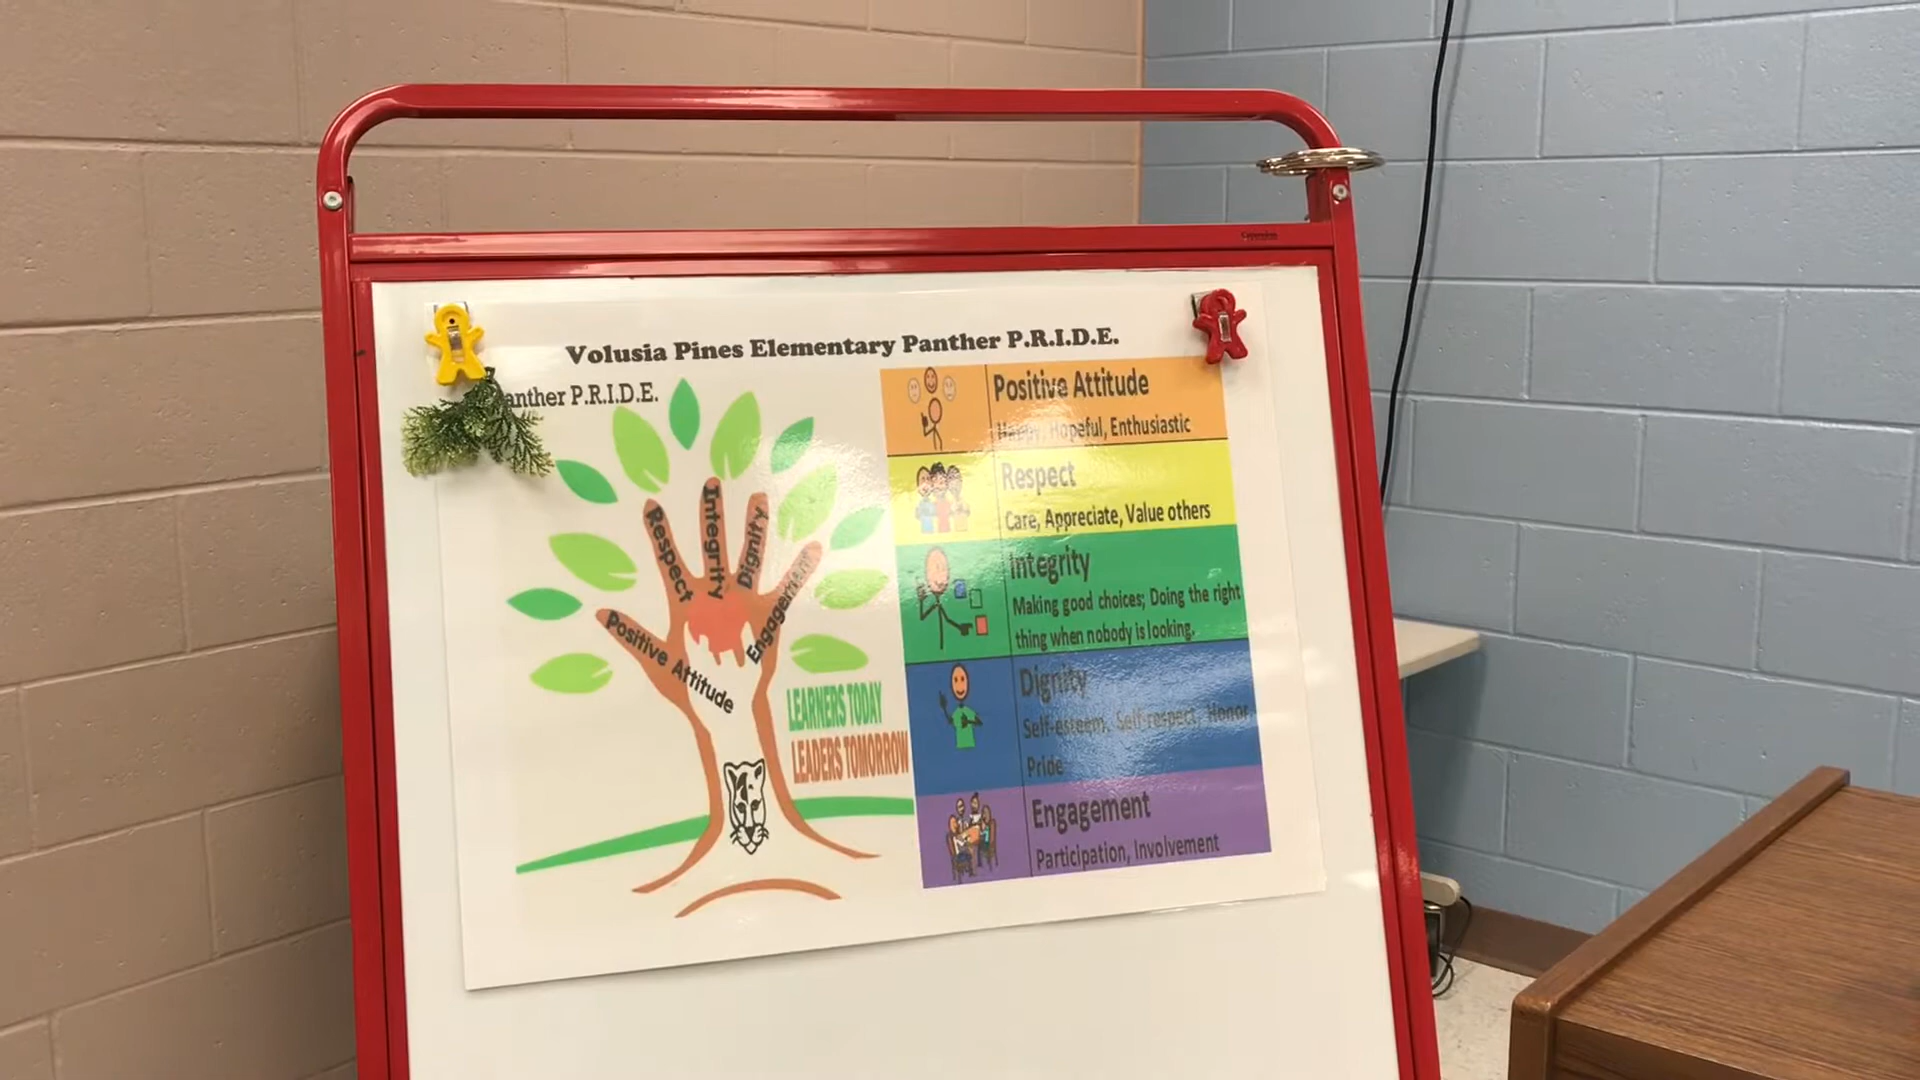 Volusia Pines Elementary Panther P.R.I.D.E.
anther P.R.I.D.E.
Positive Attitude
Respect
Integrity
Dignity
Engagement
LEARNERS TODAY
LEADERS TOMORROW
Positive Attitude
Happy, Hopeful, Enthusiastic
Respect
Care, Appreciate, Value others
Integrity
Making good choices; Doing the right
thing when nobody is looking.
Dignity
Self-esteem, Self-respect, Honor,
Pride
Engagement
Participation, Involvement